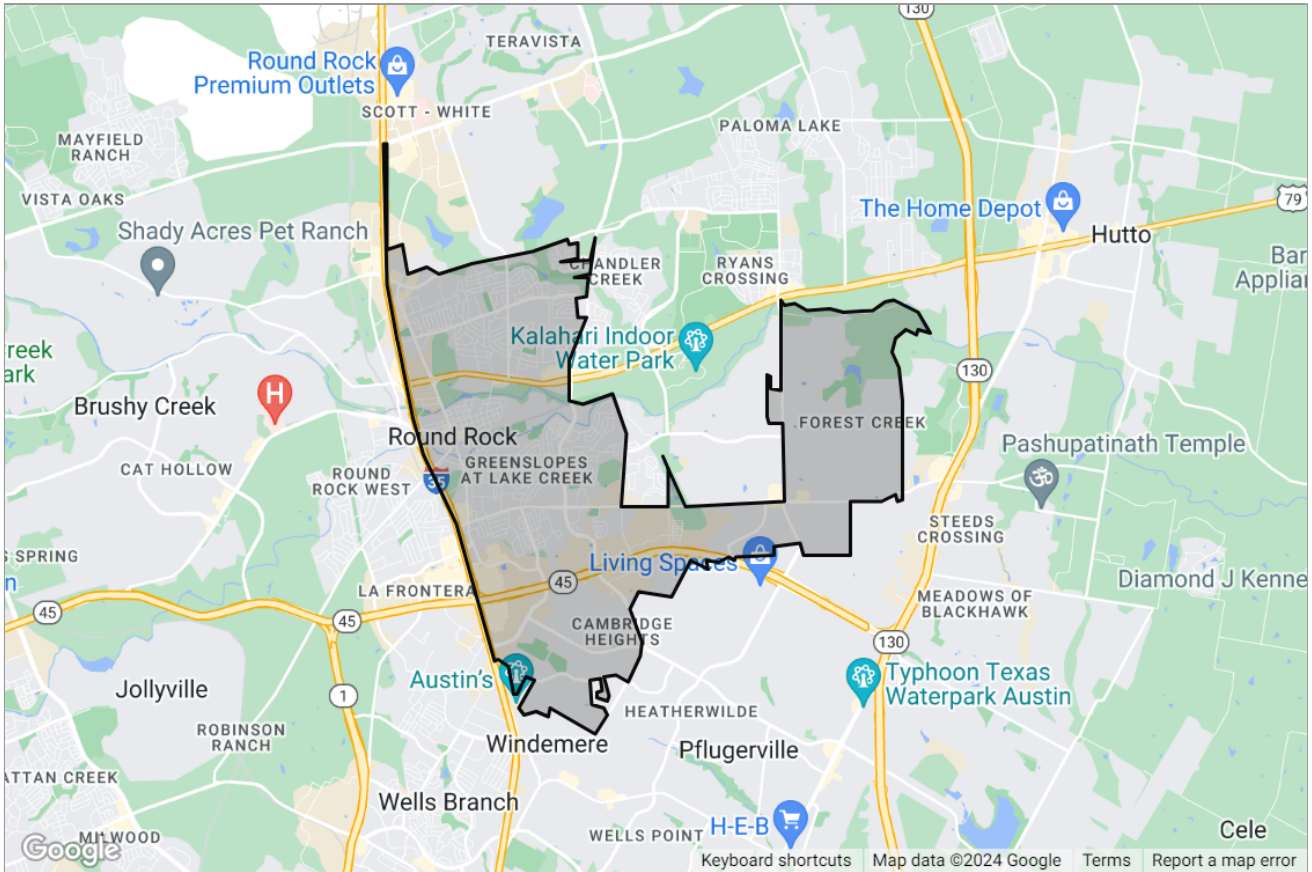 130
TERAVISTA
Round Rock
Premium Outlets
SCOTT - WHITE
PALOMA LAKE
MAYFIELD
RANCH
VISTA OAKS
79
The Home Depot
Hutto
Shady Acres Pet Ranch
CHANDLER
CREEK
RYANS
CROSSING
Bar
Applian
Kalahari Indoor
Water Park
reek
ark
130
H
Brushy Creek
FOREST CREEK
Round Rock
Pashupatinath Temple
CAT HOLLOW
ROUND
ROCK WEST
GREENSLOPES
AT LAKE CREEK
35
STEEDS
CROSSING
S SPRING
n
Living Spaces
Diamond J Kenne
45
LA FRONTERA
45
45
MEADOWS OF
BLACKHAWK
CAMBRIDGE
HEIGHTS
130
Austin's
Typhoon Texas
Waterpark Austin
Jollyville
1
HEATHERWILDE
ROBINSON
RANCH
Windemere
Pflugerville
ATTAN CREEK
Wells Branch
MILWOOD
WELLS POINT
H-E-B
Cele
Google
Keyboard shortcuts
Map data ©2024 Google
Terms
Report a map error